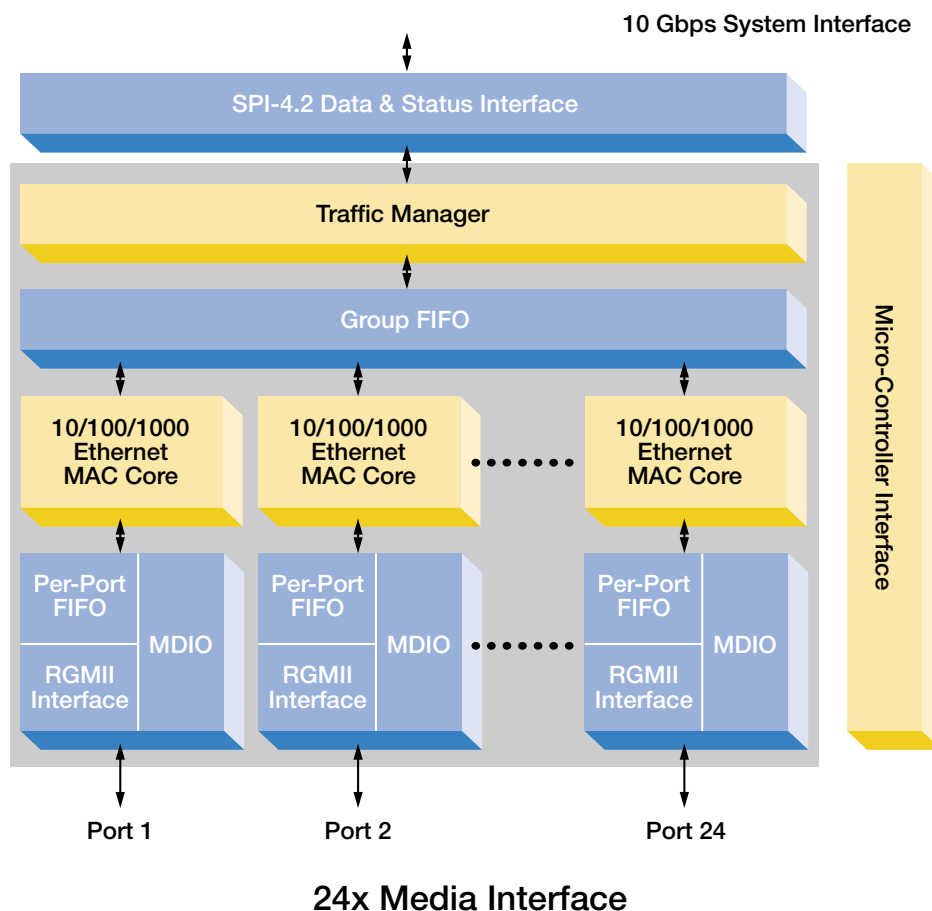 10 Gbps System Interface
SPI-4.2 Data & Status Interface
Traffic Manager
Group FIFO
10/100/1000
Ethernet
MAC Core
10/100/1000
Ethernet
MAC Core
10/100/1000
Ethernet
MAC Core
Micro-Controller Interface
Per-Port
FIFO
MDIO
RGMII
Interface
Per-Port
FIFO
MDIO
RGMII
Interface
Per-Port
FIFO
MDIO
RGMII
Interface
Port 1
Port 2
Port 24
24x Media Interface